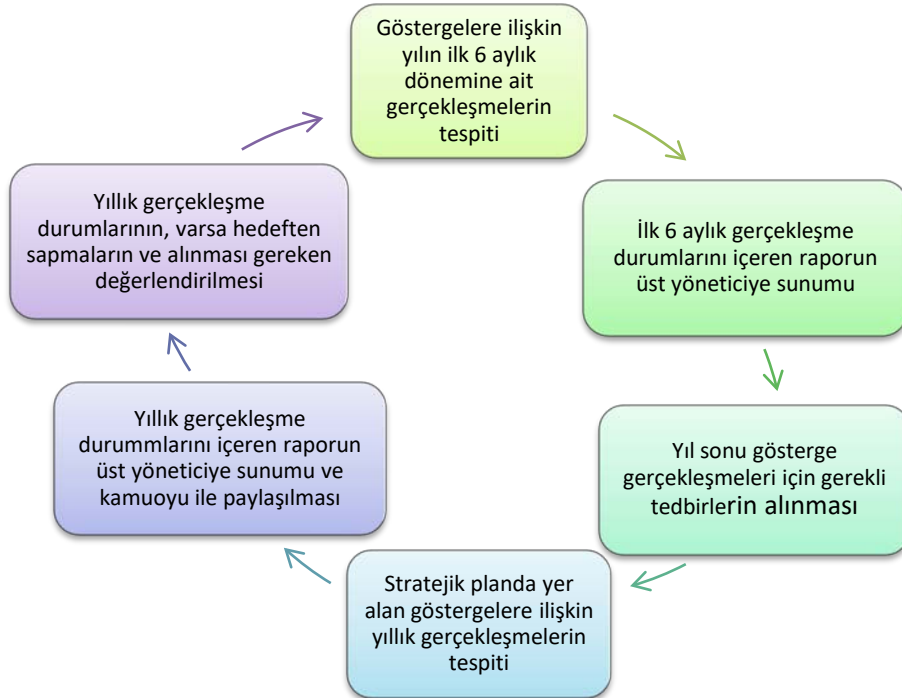 Göstergelere ilişkin
yılın ilk 6 aylık
dönemine ait
gerçekleşmelerin
tespiti
İlk 6 aylık gerçekleşme
durumlarını içeren raporun
üst yöneticiye sunumu
Yıl sonu gösterge
gerçekleşmeleri için gerekli
tedbirlerin alınması
Stratejik planda yer
alan göstergelere ilişkin
yıllık gerçekleşmelerin
tespiti
Yıllık gerçekleşme
durummlarını içeren raporun
üst yöneticiye sunumu ve
kamuoyu ile paylaşılması
Yıllık gerçekleşme
durumlarının, varsa hedeften
sapmaların ve alınması gereken
değerlendirilmesi